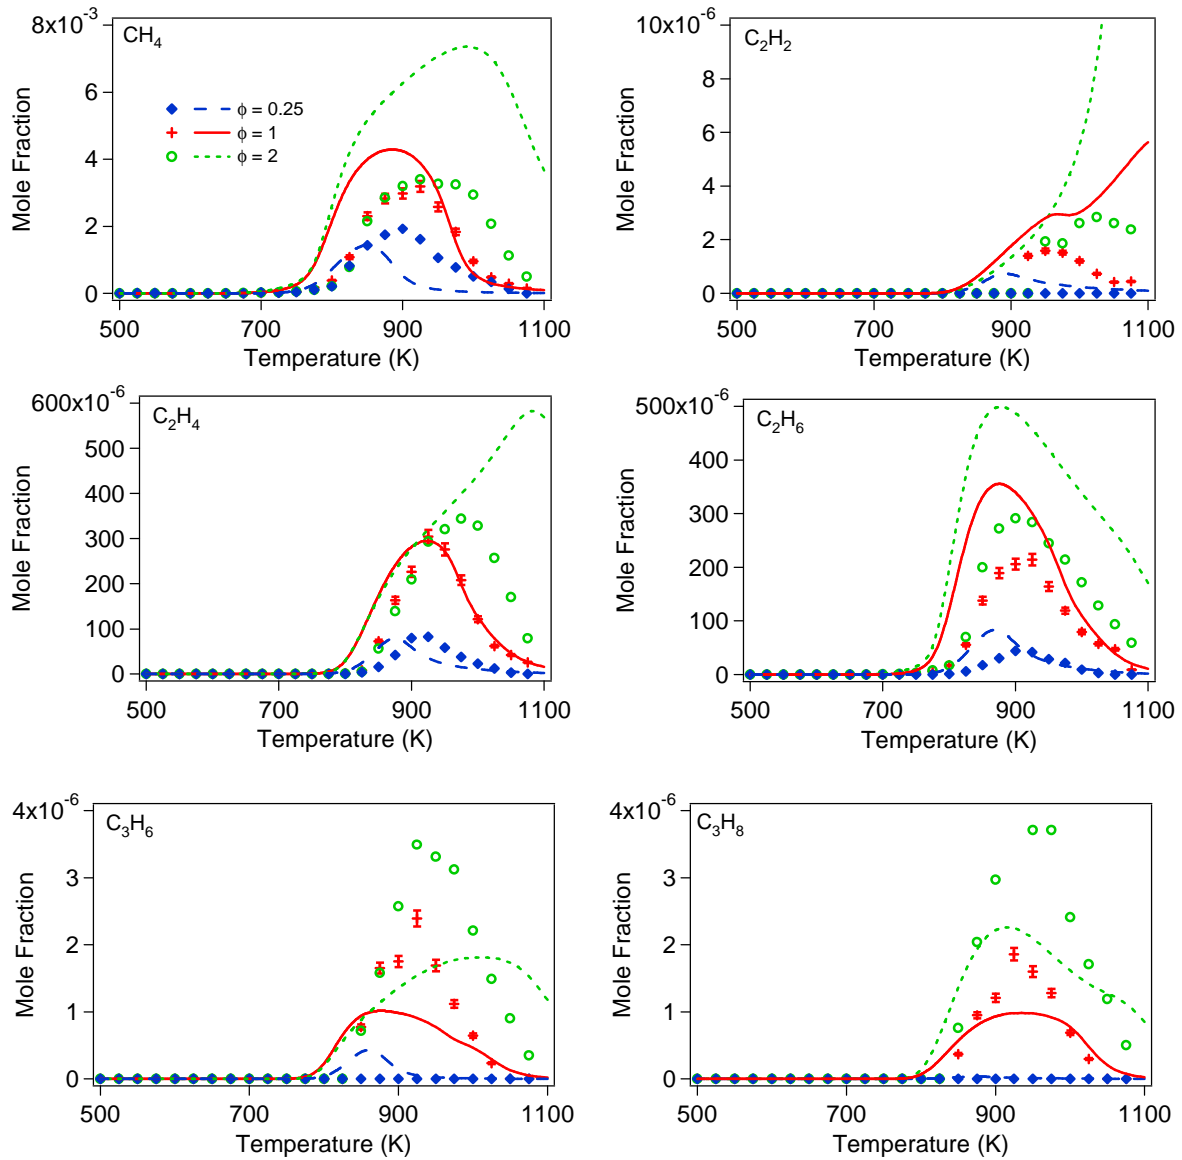 8x10⁻³
CH₄
6
4
2
0
Mole Fraction
ϕ = 0.25
ϕ = 1
ϕ = 2
500 700 900 1100
Temperature (K)
10x10⁻⁶
C₂H₂
8
6
4
2
0
Mole Fraction
500 700 900 1100
Temperature (K)
600x10⁻⁶
C₂H₄
500
400
300
200
100
0
Mole Fraction
500 700 900 1100
Temperature (K)
500x10⁻⁶
C₂H₆
400
300
200
100
0
Mole Fraction
500 700 900 1100
Temperature (K)
4x10⁻⁶
C₃H₆
3
2
1
0
Mole Fraction
500 700 900 1100
Temperature (K)
4x10⁻⁶
C₃H₈
3
2
1
0
Mole Fraction
500 700 900 1100
Temperature (K)